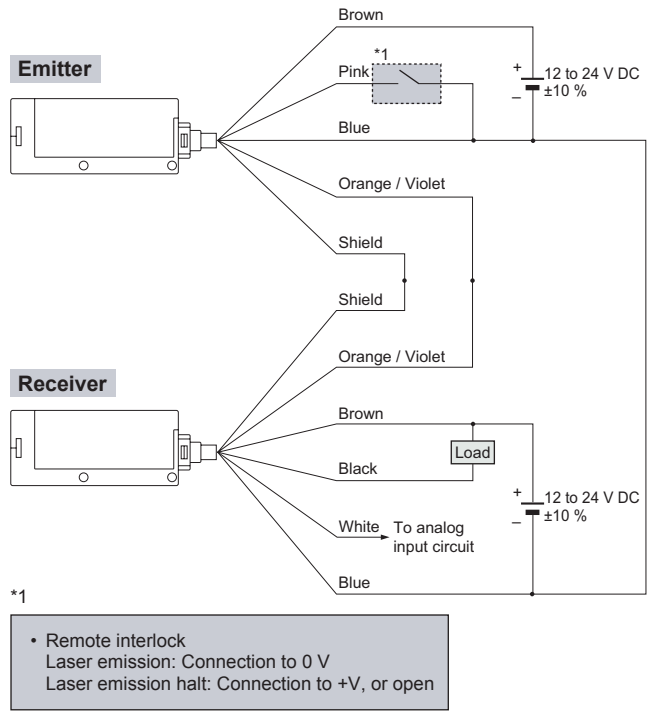 Brown
*1
Emitter
Pink
+
12 to 24 V DC
±10 %
–
Blue
Orange / Violet
Shield
Shield
Orange / Violet
Receiver
Brown
Load
Black
+
12 to 24 V DC
±10 %
–
White
To analog
input circuit
Blue
*1
• Remote interlock
Laser emission: Connection to 0 V
Laser emission halt: Connection to +V, or open